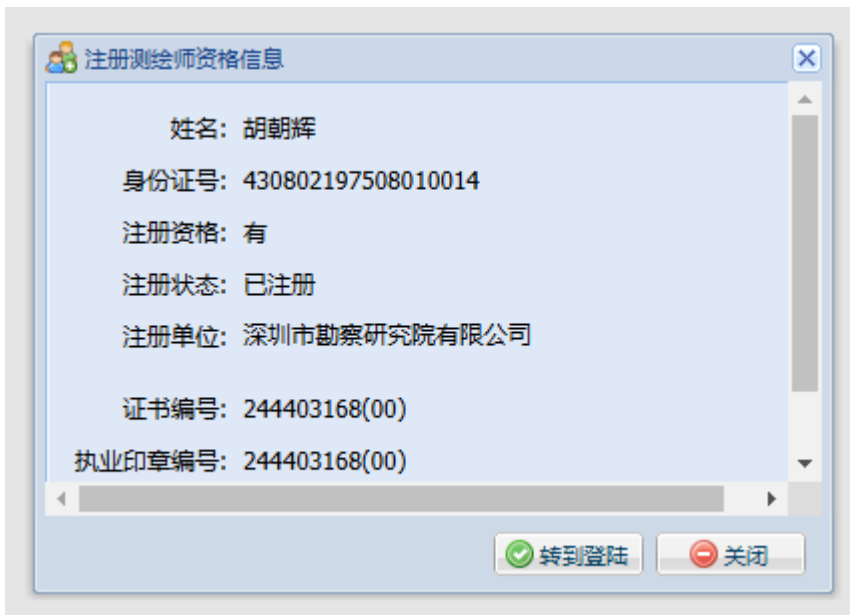 注册测绘师资格信息
姓名: 胡朝辉
身份证号: 430802197508010014
注册资格: 有
注册状态: 已注册
注册单位: 深圳市勘察研究院有限公司
证书编号: 244403168(00)
执业印章编号: 244403168(00)
转到登陆 关闭